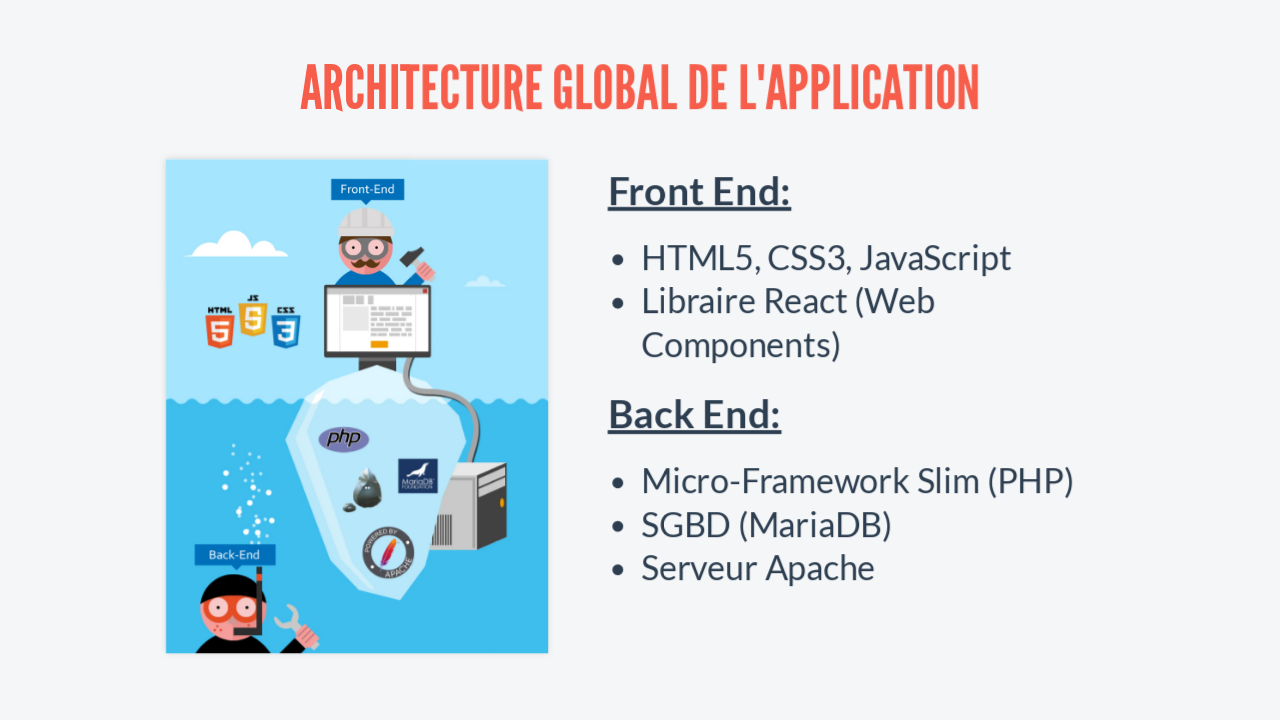 ARCHITECTURE GLOBAL DE L'APPLICATION
Front-End
JS
HTML
CSS
5
5
3
php
MariaDB
FOUNDATION
POWERED BY
APACHE
Back-End
Front End:
HTML5, CSS3, JavaScript
Libraire React (Web
Components)
Back End:
Micro-Framework Slim (PHP)
SGBD (MariaDB)
Serveur Apache